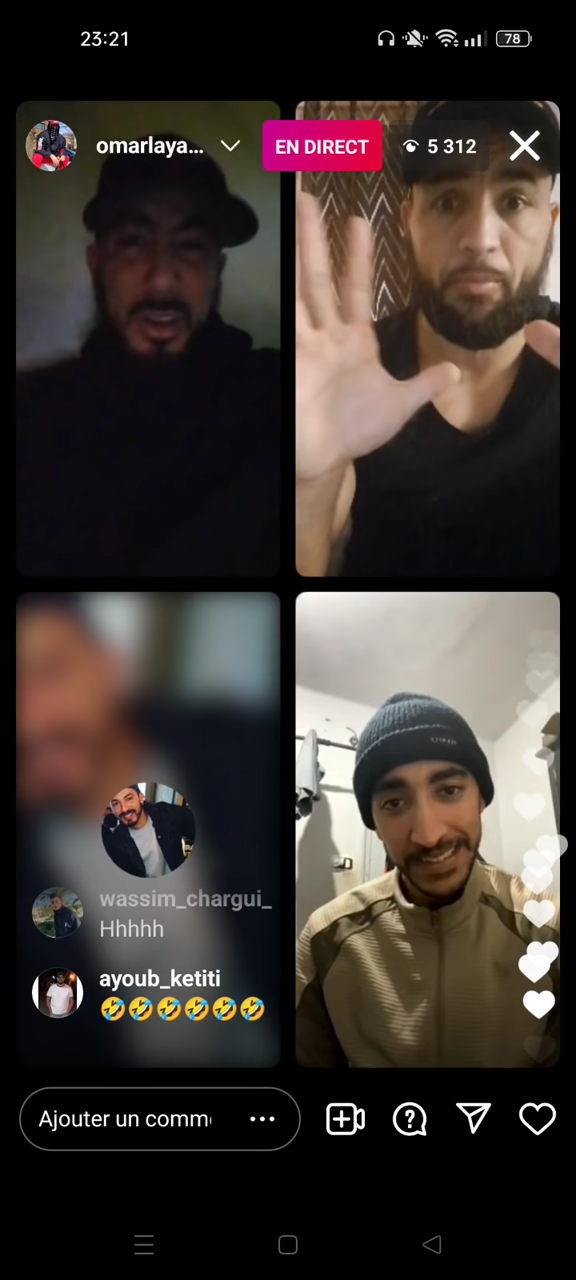 23:21
78
omarlaya...
EN DIRECT
5 312
wassim_chargui_
Hhhhh
ayoub_ketiti
🤣🤣🤣🤣🤣🤣
Ajouter un comm